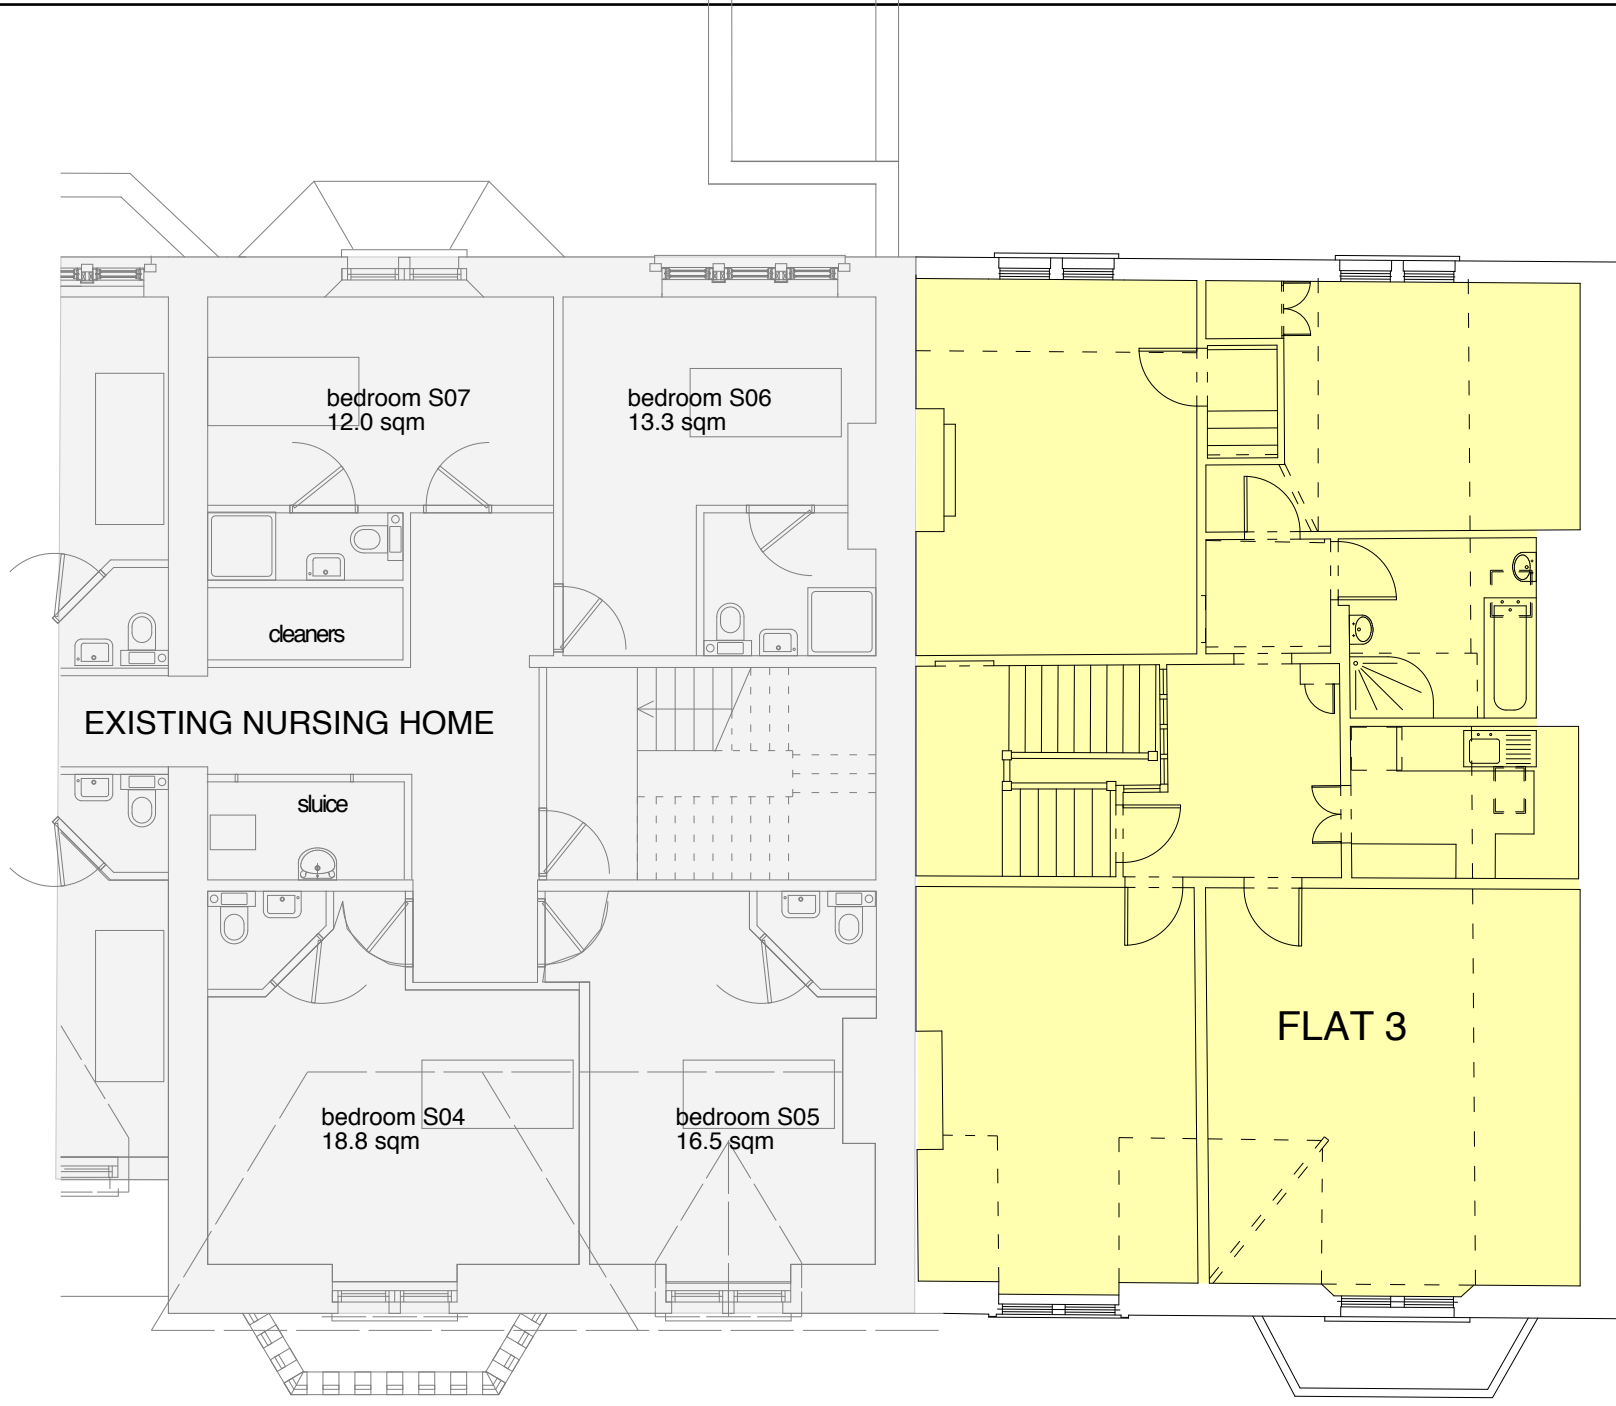 bedroom S07
12.0 sqm
bedroom S06
13.3 sqm
cleaners
EXISTING NURSING HOME
sluice
FLAT 3
bedroom S04
18.8 sqm
bedroom S05
16.5 sqm